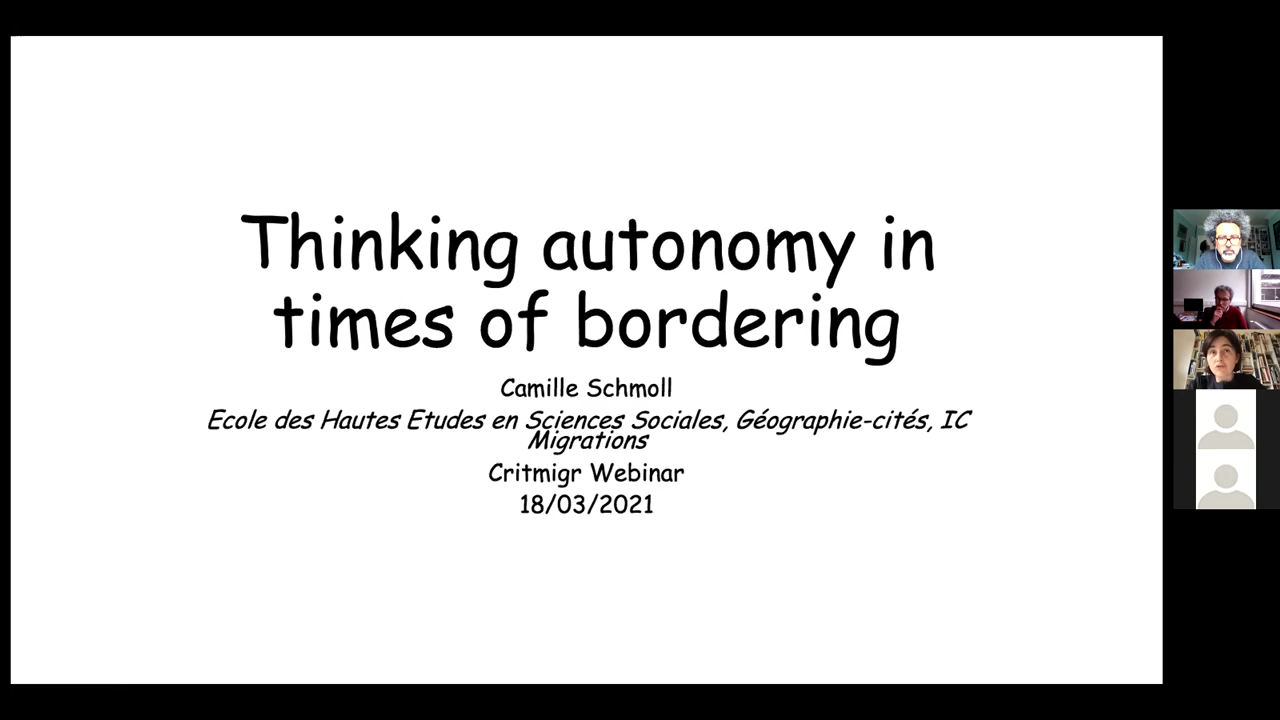 Thinking autonomy in
times of bordering
Camille Schmoll
Ecole des Hautes Etudes en Sciences Sociales, Géographie-cités, IC
Migrations
Critmigr Webinar
18/03/2021